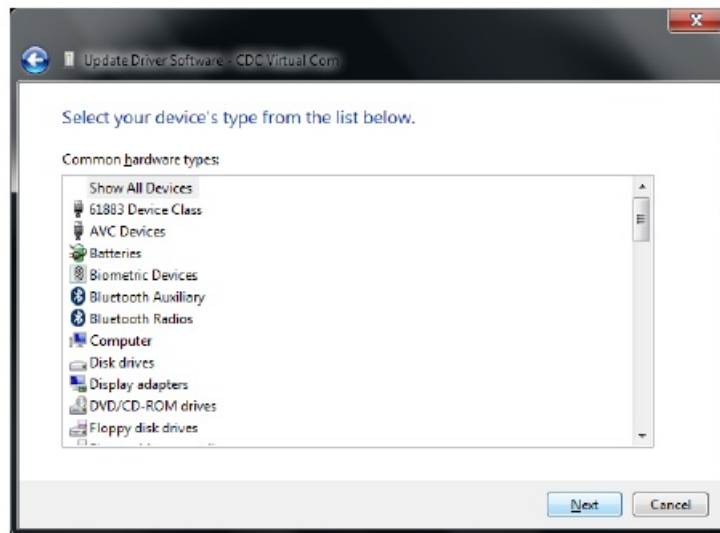 Update Driver Software - CDC Virtual Com
Select your device's type from the list below.
Common hardware types:
Show All Devices
61883 Device Class
AVC Devices
Batteries
Biometric Devices
Bluetooth Auxiliary
Bluetooth Radios
Computer
Disk drives
Display adapters
DVD/CD-ROM drives
Floppy disk drives
Next
Cancel